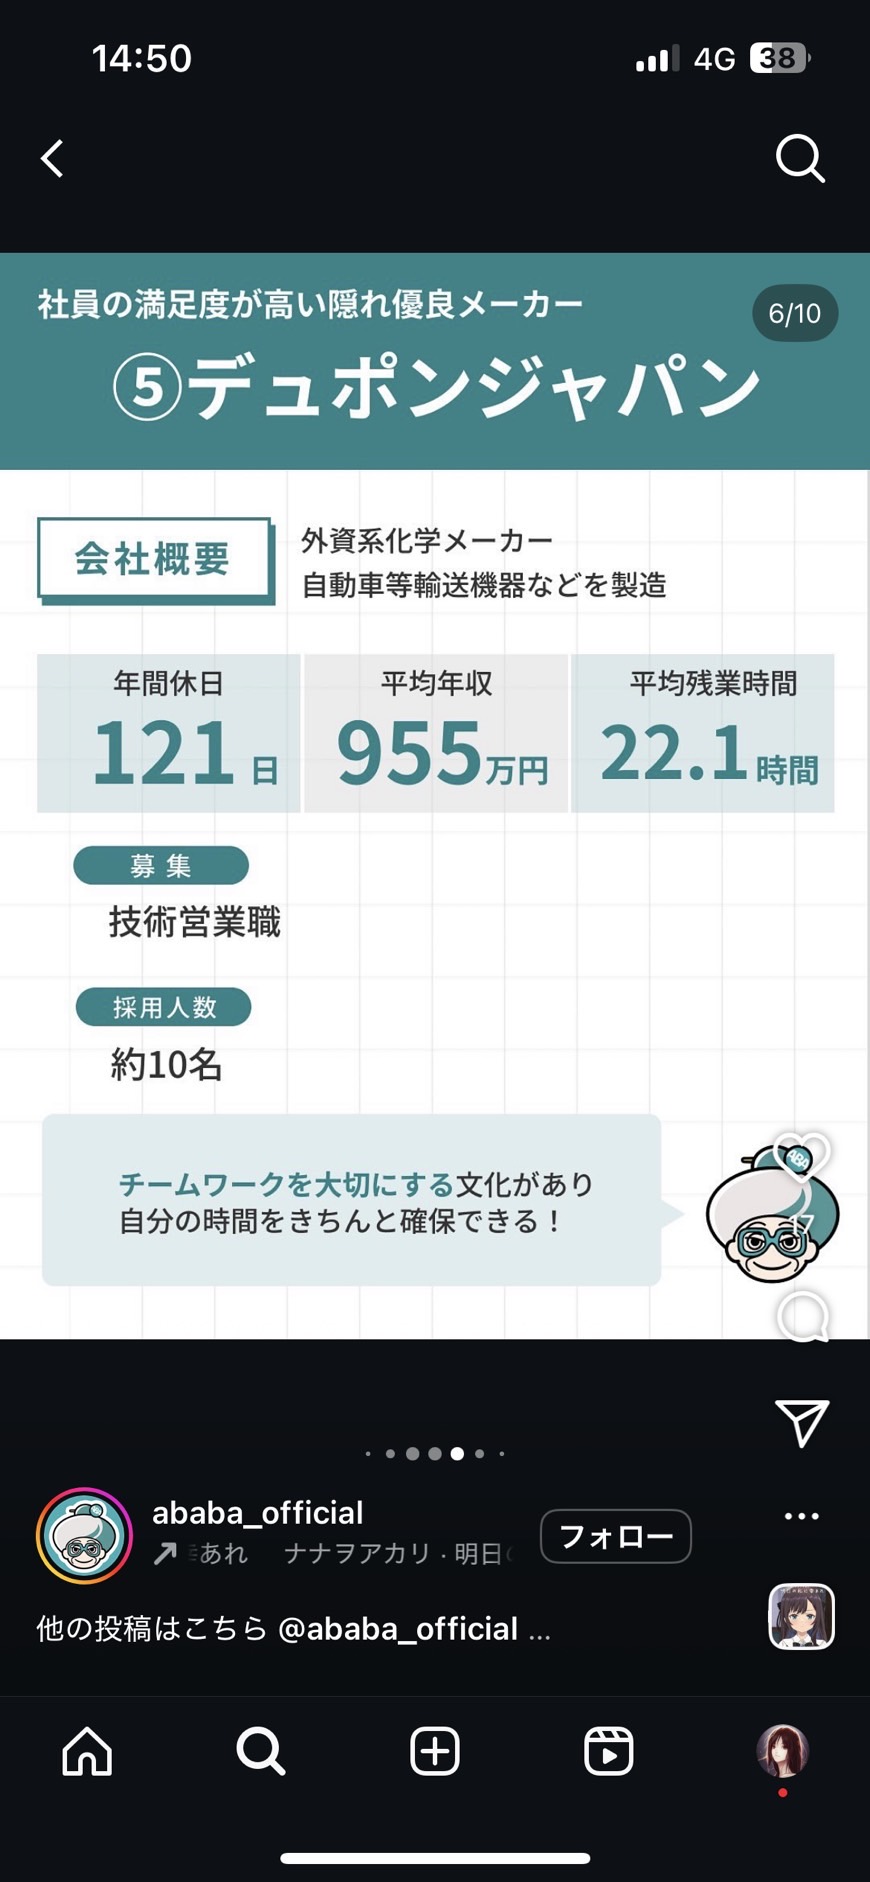 14:50
4G
38
社員の満足度が高い隠れ優良メーカー
6/10
⑤デュポンジャパン
会社概要
外資系化学メーカー
自動車等輸送機器などを製造
年間休日
121日
平均年収
955万円
平均残業時間
22.1時間
募集
技術営業職
採用人数
約10名
チームワークを大切にする文化があり
自分の時間をきちんと確保できる！
ABA
17
ababa_official
フォロー
あれ ナナヲアカリ · 明日
他の投稿はこちら @ababa_official ...